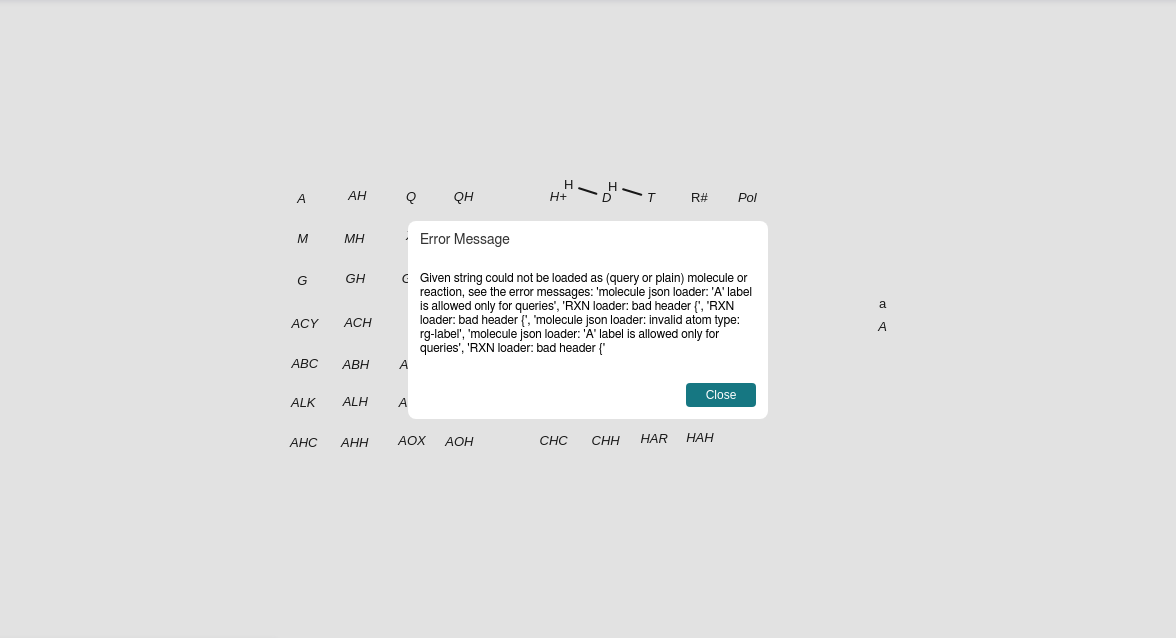 A AH Q QH H+ H D H T R# Pol
M MH
G GH
a
ACY ACH A
ABC ABH
ALK ALH
AHC AHH AOX AOH CHC CHH HAR HAH
Error Message
Given string could not be loaded as (query or plain) molecule or
reaction, see the error messages: 'molecule json loader: 'A' label
is allowed only for queries', 'RXN loader: bad header {', 'RXN
loader: bad header {', 'molecule json loader: invalid atom type:
rg-label', 'molecule json loader: 'A' label is allowed only for
queries', 'RXN loader: bad header {'
Close